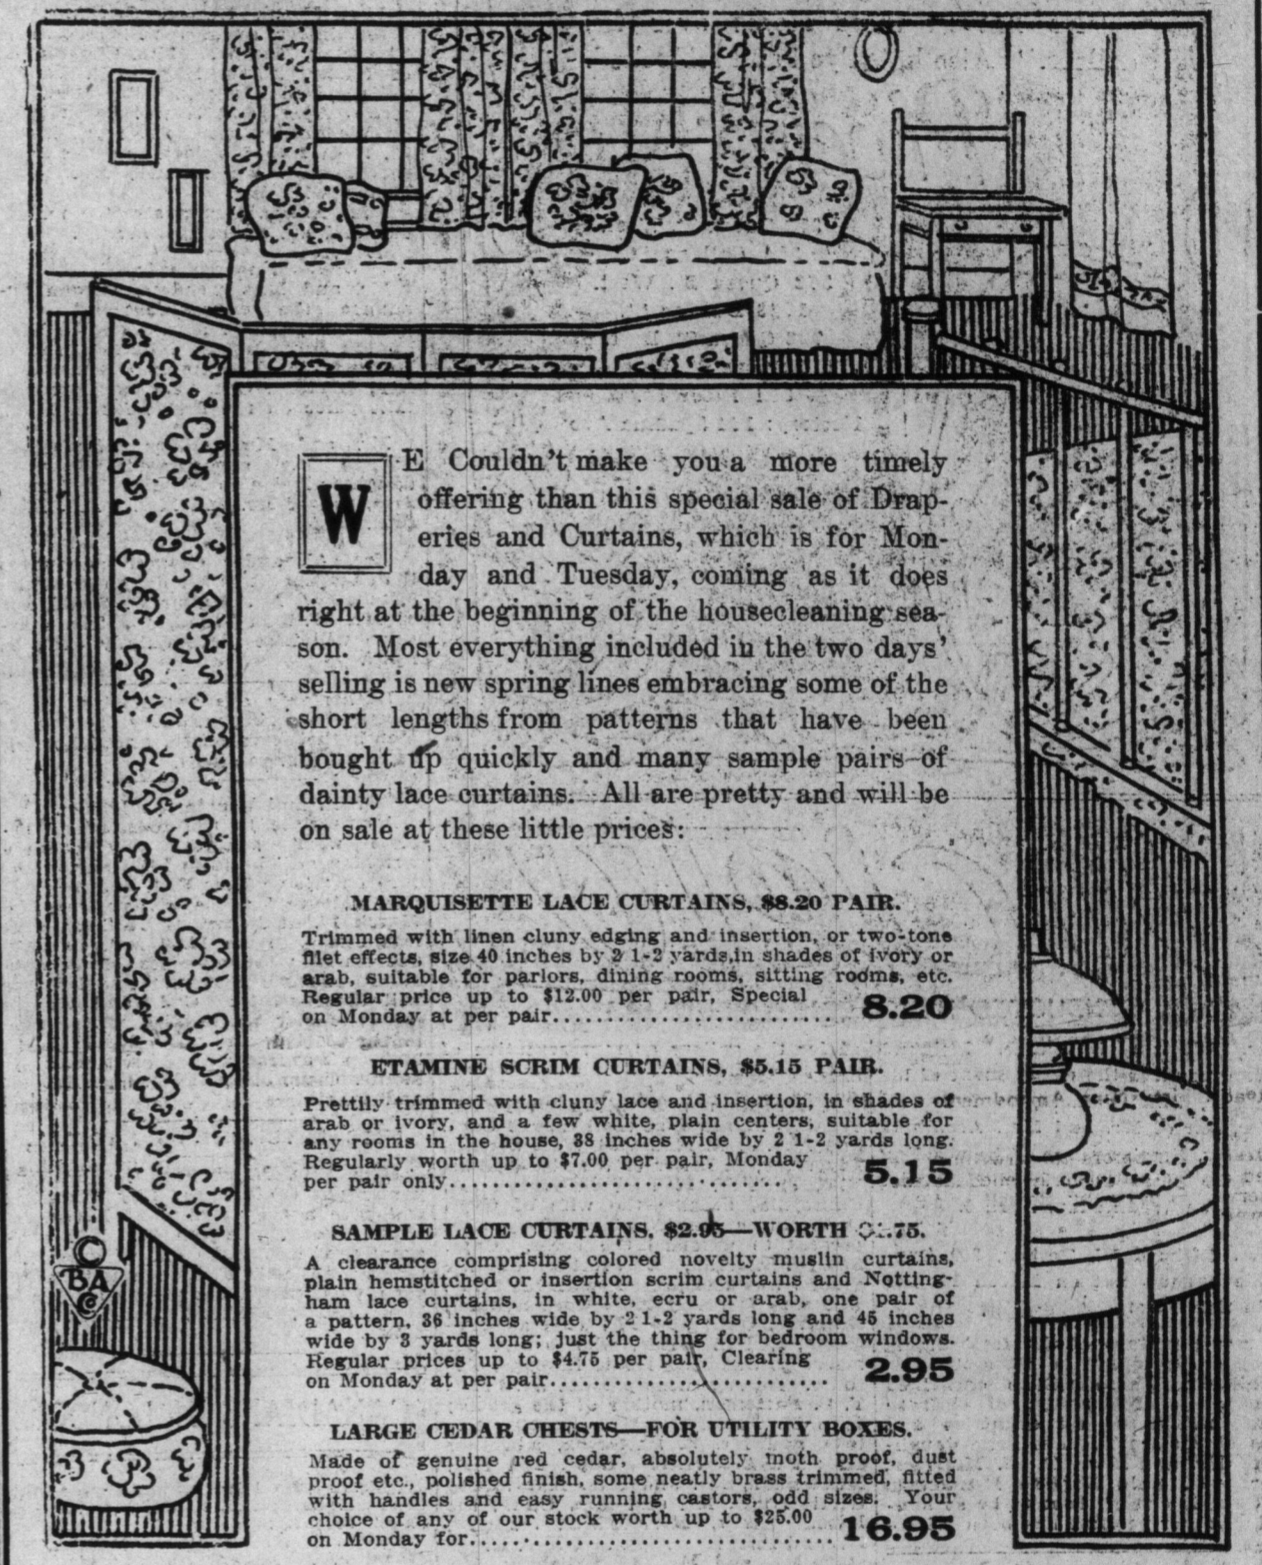 WE Couldn't make you a more timely
offering than this special sale of Drap-
eries and Curtains, which is for Mon-
day and Tuesday, coming as it does
right at the beginning of the housecleaning sea-
son. Most everything included in the two days'
selling is new spring lines embracing some of the
short lengths from patterns that have been
bought up quickly and many sample pairs of
dainty lace curtains. All are pretty and will be
on sale at these little prices:
MARQUISETTE LACE CURTAINS, $8.20 PAIR.
Trimmed with linen cluny edging and insertion, or two-tone
filet effects, size 40 inches by 2 1-2 yards, in shades of ivory or
arab, suitable for parlors, dining rooms, sitting rooms, etc.
Regular price up to $12.00 per pair, Special
on Monday at per pair.......................... 8.20
ETAMINE SCRIM CURTAINS, $5.15 PAIR.
Prettily trimmed with cluny lace and insertion, in shades of
arab or ivory, and a few white, plain centers, suitable for
any rooms in the house, 38 inches wide by 2 1-2 yards long.
Regularly worth up to $7.00 per pair, Monday
per pair only............................. 5.15
SAMPLE LACE CURTAINS, $2.95—WORTH .75.
A clearance comprising colored novelty muslin curtains,
plain hemstitched or insertion scrim curtains and Notting-
ham lace curtains, in white, ecru or arab, one pair of
a pattern, 36 inches wide by 2 1-2 yards long and 45 inches
wide by 3 yards long; just the thing for bedroom windows.
Regular prices up to $4.75 per pair, Clearing
on Monday at per pair......................... 2.95
LARGE CEDAR CHESTS—FOR UTILITY BOXES.
Made of genuine red cedar, absolutely moth proof, dust
proof etc., polished finish, some neatly brass trimmed, fitted
with handles and easy running castors, odd sizes. Your
choice of any of our stock worth up to $25.00
on Monday for.................................. 16.95
C
BA
Co